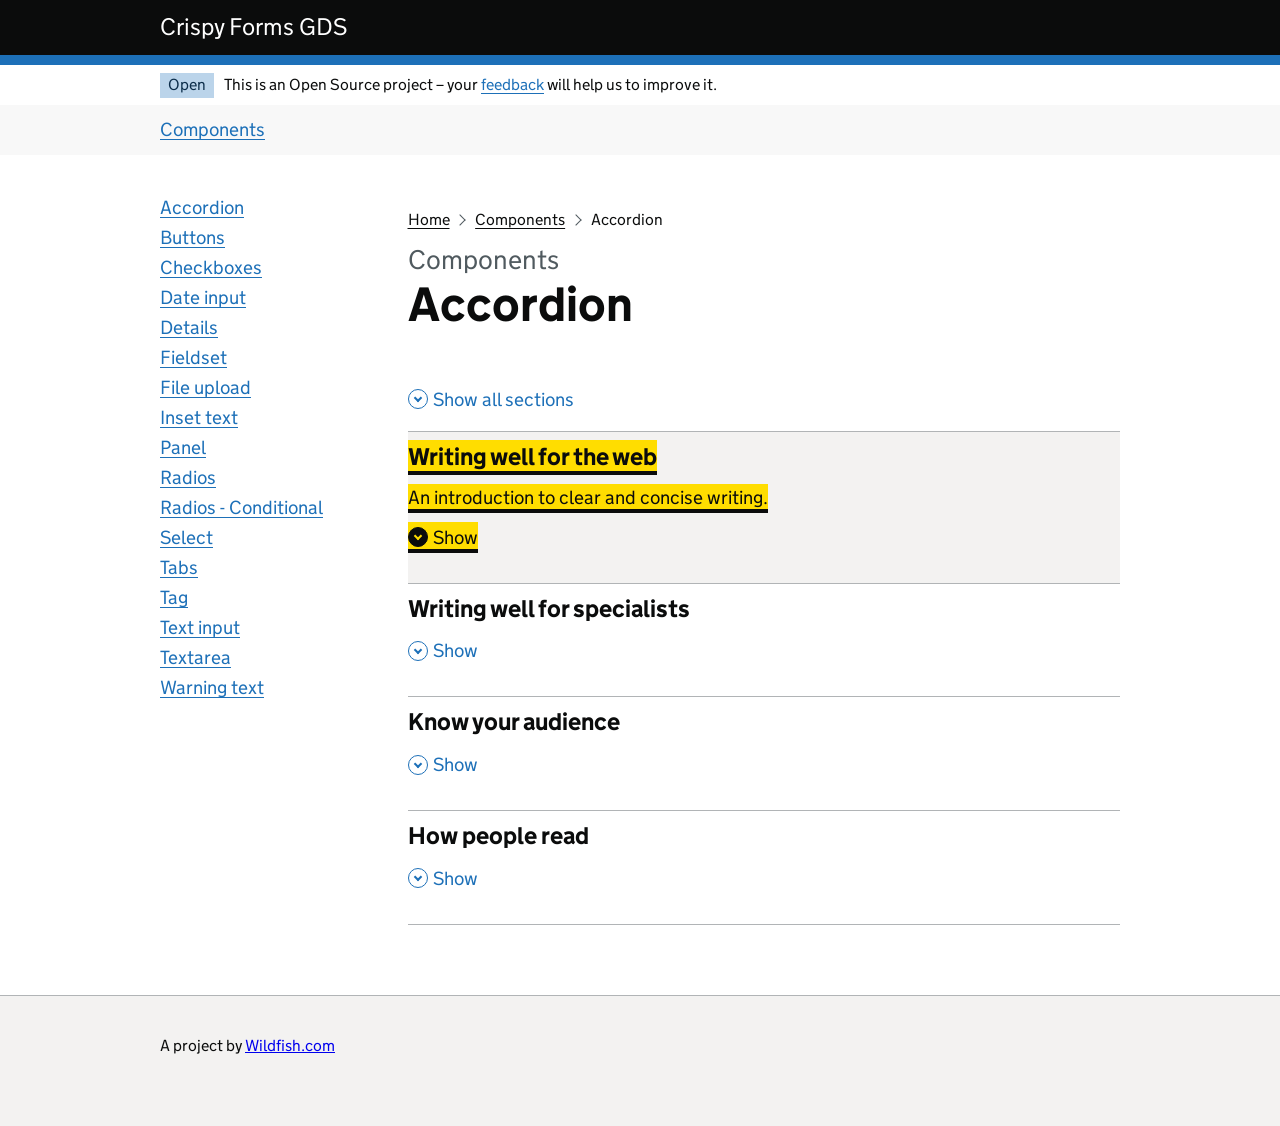 Crispy Forms GDS
Open This is an Open Source project – your feedback will help us to improve it.
Components
Accordion
Buttons
Checkboxes
Date input
Details
Fieldset
File upload
Inset text
Panel
Radios
Radios - Conditional
Select
Tabs
Tag
Text input
Textarea
Warning text
Home Components Accordion
Components
Accordion
Show all sections
Writing well for the web
An introduction to clear and concise writing.
Show
Writing well for specialists
Show
Know your audience
Show
How people read
Show
A project by Wildfish.com